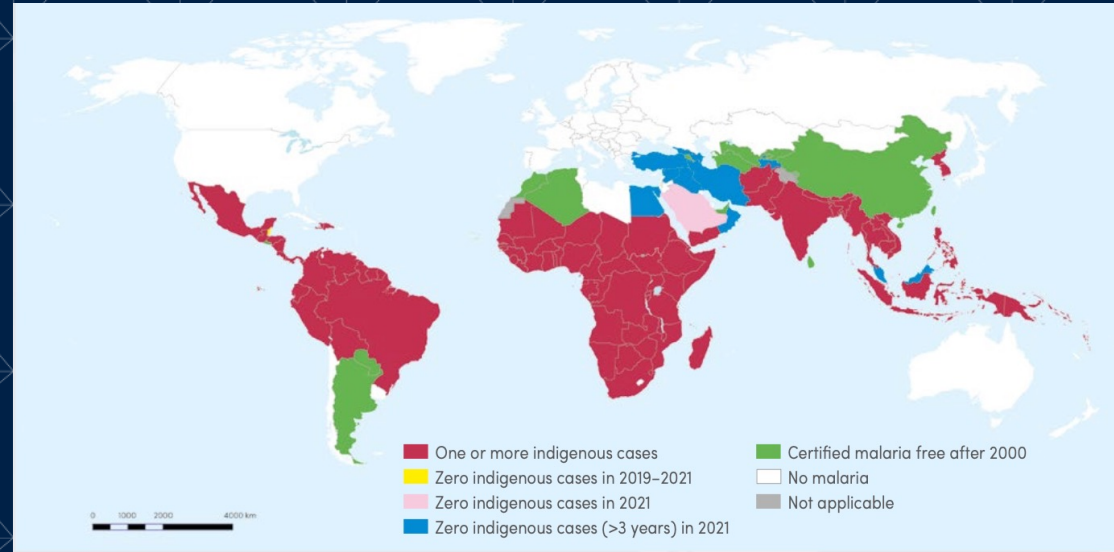 One or more indigenous cases
Zero indigenous cases in 2019–2021
Zero indigenous cases in 2021
Zero indigenous cases (>3 years) in 2021
Certified malaria free after 2000
No malaria
Not applicable
0 1000 2000 4000 km